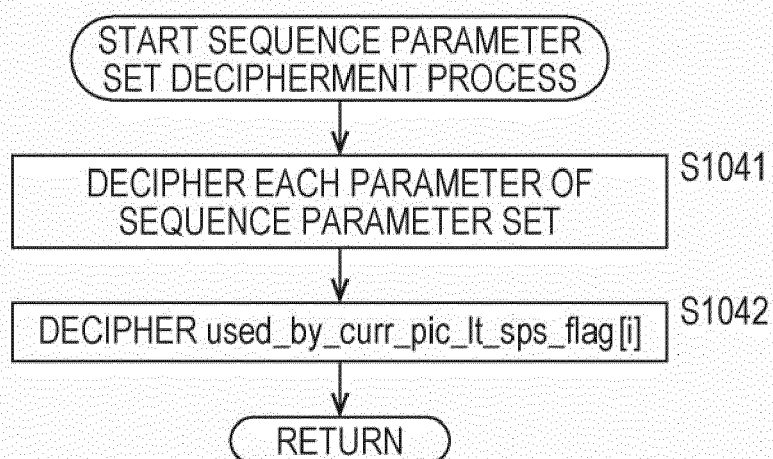 START SEQUENCE PARAMETER
SET DECIPHERMENT PROCESS
DECIPHER EACH PARAMETER OF
SEQUENCE PARAMETER SET
S1041
DECIPHER used_by_curr_pic_lt_sps_flag[i]
S1042
RETURN